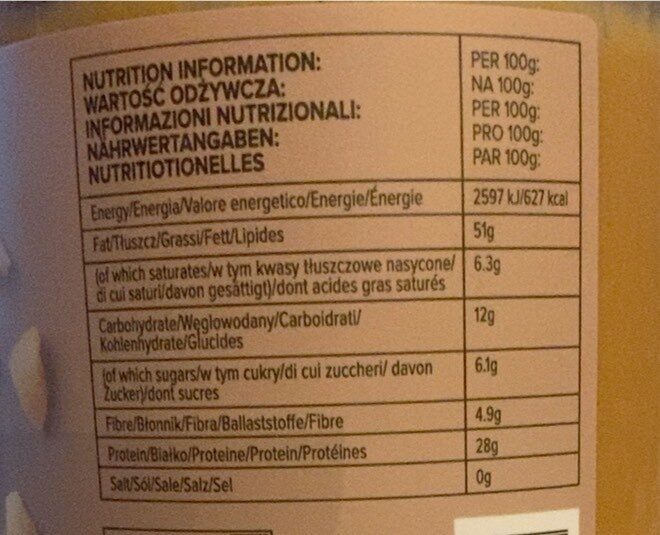 NUTRITION INFORMATION:
WARTOŚĆ ODŻYWCZA:
INFORMAZIONI NUTRIZIONALI:
NÄHRWERTANGABEN:
NUTRITIOTIONELLES
PER 100g:
NA 100g:
PER 100g:
PRO 100g:
PAR 100g:
Energy/Energia/Valore energetico/Energie/Énergie 2597 kJ/627 kcal
Fat/Tłuszcz/Grassi/Fett/Lipides 51g
(of which saturates/w tym kwasy tłuszczowe nasycone/ 6.3g
di cui saturi/davon gesättigt)/dont acides gras saturés
Carbohydrate/Węglowodany/Carboidrati/ 12g
Kohlenhydrate/Glucides
(of which sugars/w tym cukry/di cui zuccheri/ davon 6.1g
Zucker)/dont sucres
Fibre/Błonnik/Fibra/Ballaststoffe/Fibre 4.9g
Protein/Białko/Proteine/Protein/Protéines 28g
Salt/Sól/Sale/Salz/Sel 0g